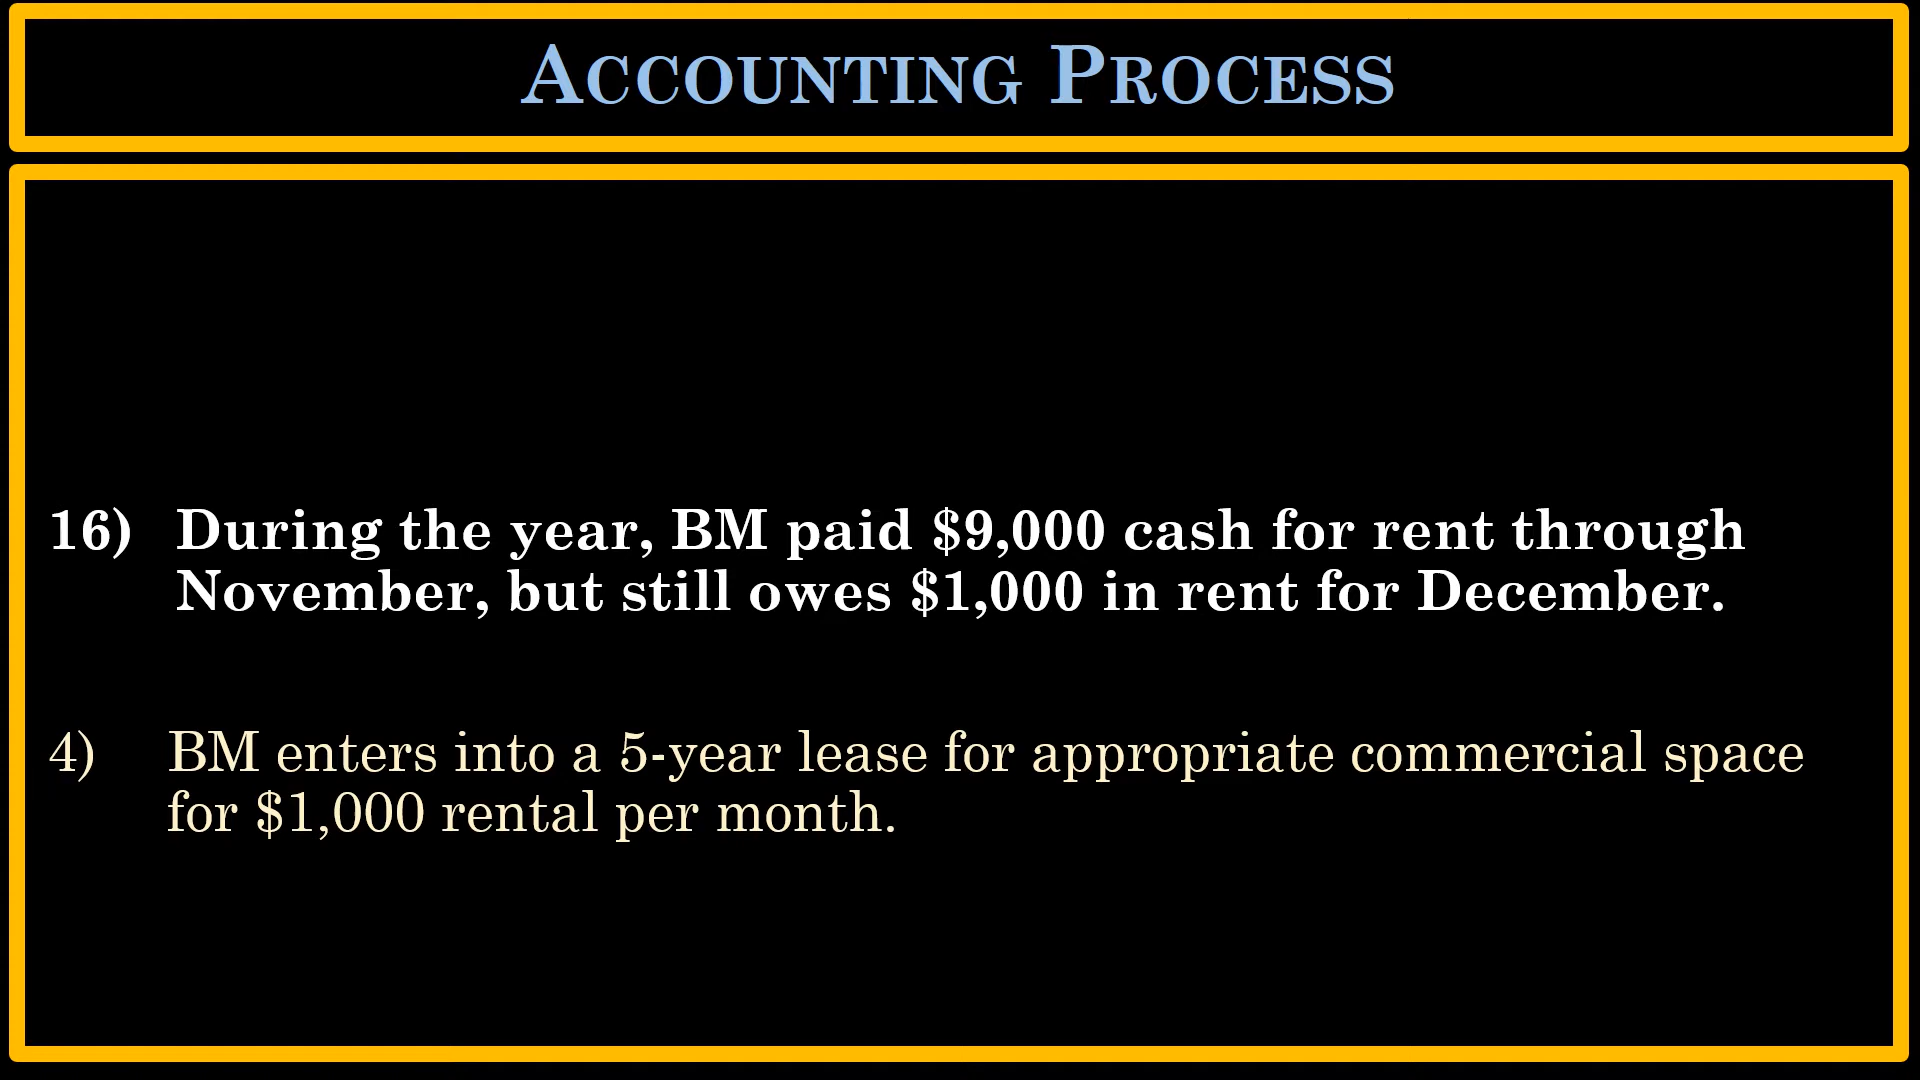 Accounting Process
16) During the year, BM paid $9,000 cash for rent through
November, but still owes $1,000 in rent for December.
4) BM enters into a 5-year lease for appropriate commercial space
for $1,000 rental per month.